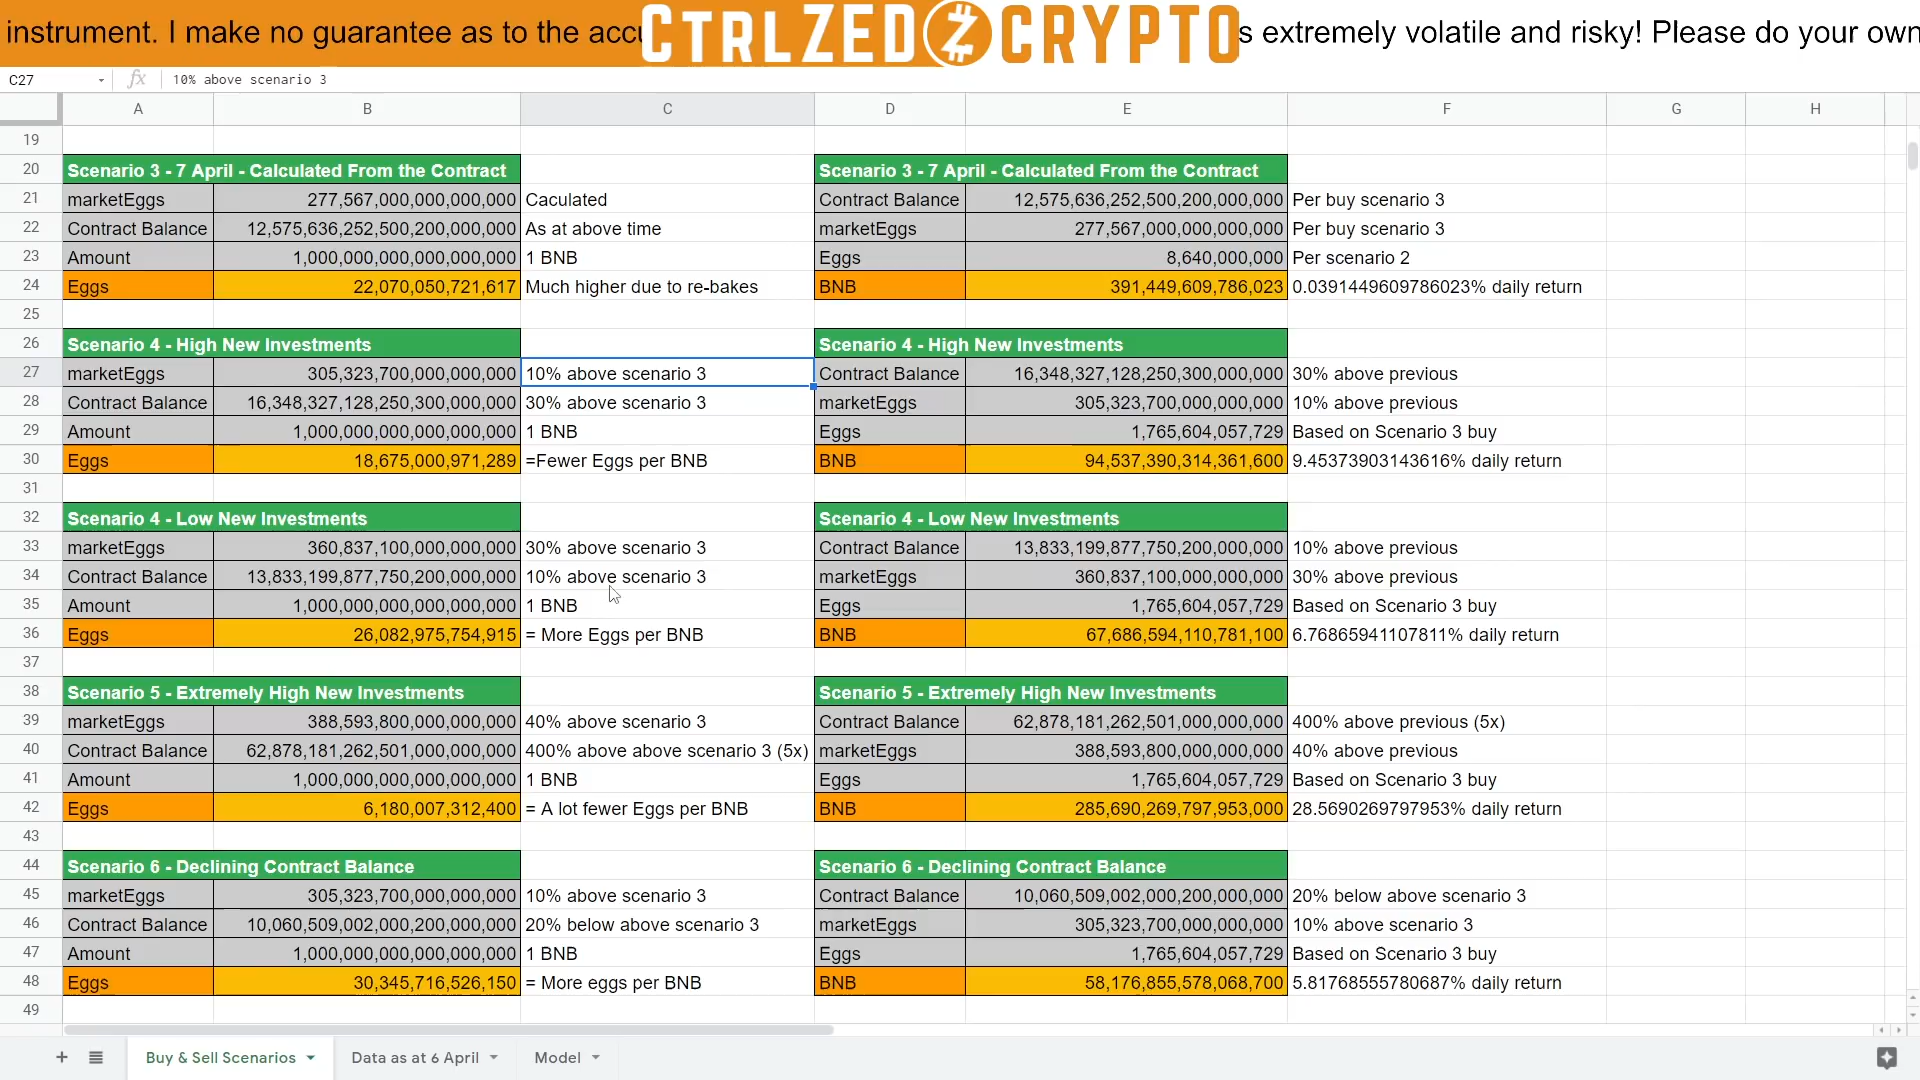 instrument. I make no guarantee as to the accu
CTRLZED CRYPTO
s extremely volatile and risky! Please do your own
C27 fx 10% above scenario 3
A B C D E F G H
19
20 Scenario 3 - 7 April - Calculated From the Contract Scenario 3 - 7 April - Calculated From the Contract
21 marketEggs 277,567,000,000,000,000 Caculated Contract Balance 12,575,636,252,500,200,000,000 Per buy scenario 3
22 Contract Balance 12,575,636,252,500,200,000,000 As at above time marketEggs 277,567,000,000,000,000 Per buy scenario 3
23 Amount 1,000,000,000,000,000,000 1 BNB Eggs 8,640,000,000 Per scenario 2
24 Eggs 22,070,050,721,617 Much higher due to re-bakes BNB 391,449,609,786,023 0.0391449609786023% daily return
25
26 Scenario 4 - High New Investments Scenario 4 - High New Investments
27 marketEggs 305,323,700,000,000,000 10% above scenario 3 Contract Balance 16,348,327,128,250,300,000,000 30% above previous
28 Contract Balance 16,348,327,128,250,300,000,000 30% above scenario 3 marketEggs 305,323,700,000,000,000 10% above previous
29 Amount 1,000,000,000,000,000,000 1 BNB Eggs 1,765,604,057,729 Based on Scenario 3 buy
30 Eggs 18,675,000,971,289 =Fewer Eggs per BNB BNB 94,537,390,314,361,600 9.45373903143616% daily return
31
32 Scenario 4 - Low New Investments Scenario 4 - Low New Investments
33 marketEggs 360,837,100,000,000,000 30% above scenario 3 Contract Balance 13,833,199,877,750,200,000,000 10% above previous
34 Contract Balance 13,833,199,877,750,200,000,000 10% above scenario 3 marketEggs 360,837,100,000,000,000 30% above previous
35 Amount 1,000,000,000,000,000,000 1 BNB Eggs 1,765,604,057,729 Based on Scenario 3 buy
36 Eggs 26,082,975,754,915 = More Eggs per BNB BNB 67,686,594,110,781,100 6.76865941107811% daily return
37
38 Scenario 5 - Extremely High New Investments Scenario 5 - Extremely High New Investments
39 marketEggs 388,593,800,000,000,000 40% above scenario 3 Contract Balance 62,878,181,262,501,000,000,000 400% above previous (5x)
40 Contract Balance 62,878,181,262,501,000,000,000 400% above above scenario 3 (5x) marketEggs 388,593,800,000,000,000 40% above previous
41 Amount 1,000,000,000,000,000,000 1 BNB Eggs 1,765,604,057,729 Based on Scenario 3 buy
42 Eggs 6,180,007,312,400 = A lot fewer Eggs per BNB BNB 285,690,269,797,953,000 28.5690269797953% daily return
43
44 Scenario 6 - Declining Contract Balance Scenario 6 - Declining Contract Balance
45 marketEggs 305,323,700,000,000,000 10% above scenario 3 Contract Balance 10,060,509,002,000,200,000,000 20% below above scenario 3
46 Contract Balance 10,060,509,002,000,200,000,000 20% below above scenario 3 marketEggs 305,323,700,000,000,000 10% above scenario 3
47 Amount 1,000,000,000,000,000,000 1 BNB Eggs 1,765,604,057,729 Based on Scenario 3 buy
48 Eggs 30,345,716,526,150 = More eggs per BNB BNB 58,176,855,578,068,700 5.81768555780687% daily return
49
Buy & Sell Scenarios Data as at 6 April Model